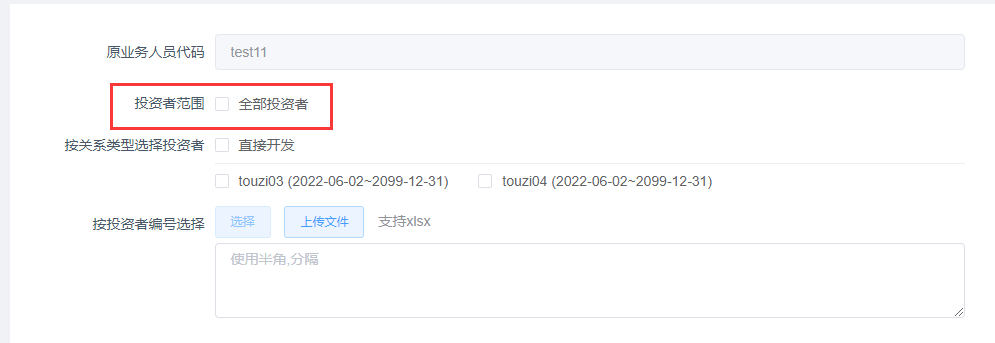 原业务人员代码 test11
投资者范围 全部投资者
按关系类型选择投资者 直接开发
touzi03 (2022-06-02~2099-12-31) touzi04 (2022-06-02~2099-12-31)
按投资者编号选择 选择 上传文件 支持xlsx
使用半角,分隔